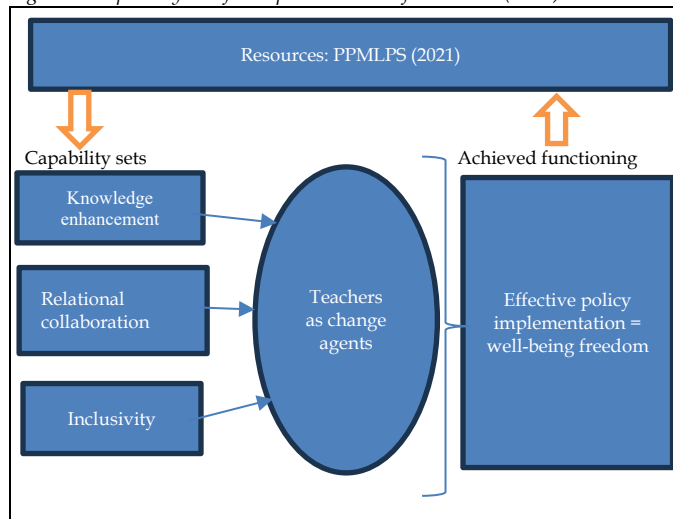 Resources: PPMLPS (2021)
Capability sets
Achieved functioning
Knowledge
enhancement
Relational
collaboration
Inclusivity
Teachers
as change
agents
Effective policy
implementation =
well-being freedom